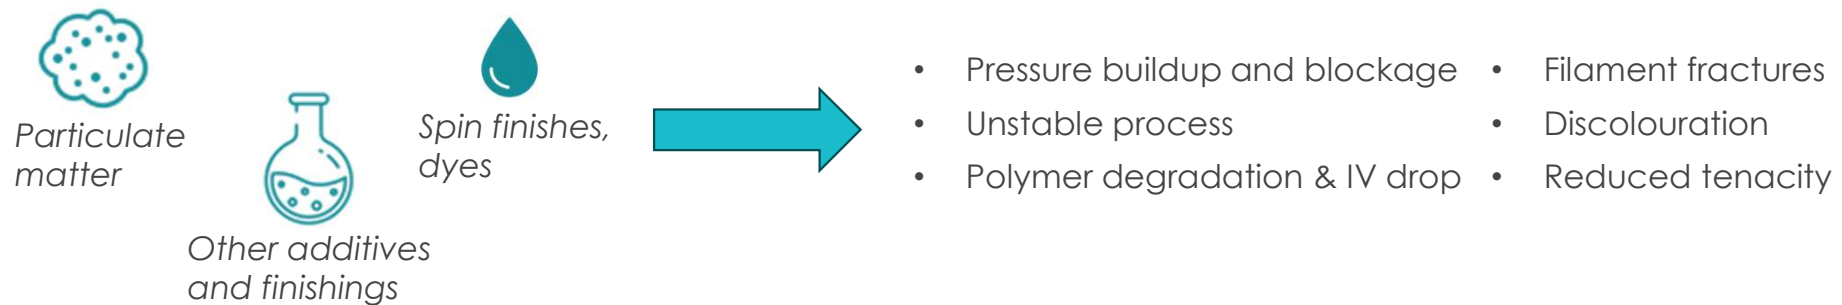 Particulate
matter
Other additives
and finishings
Spin finishes,
dyes
• Pressure buildup and blockage
• Unstable process
• Polymer degradation & IV drop
• Filament fractures
• Discolouration
• Reduced tenacity